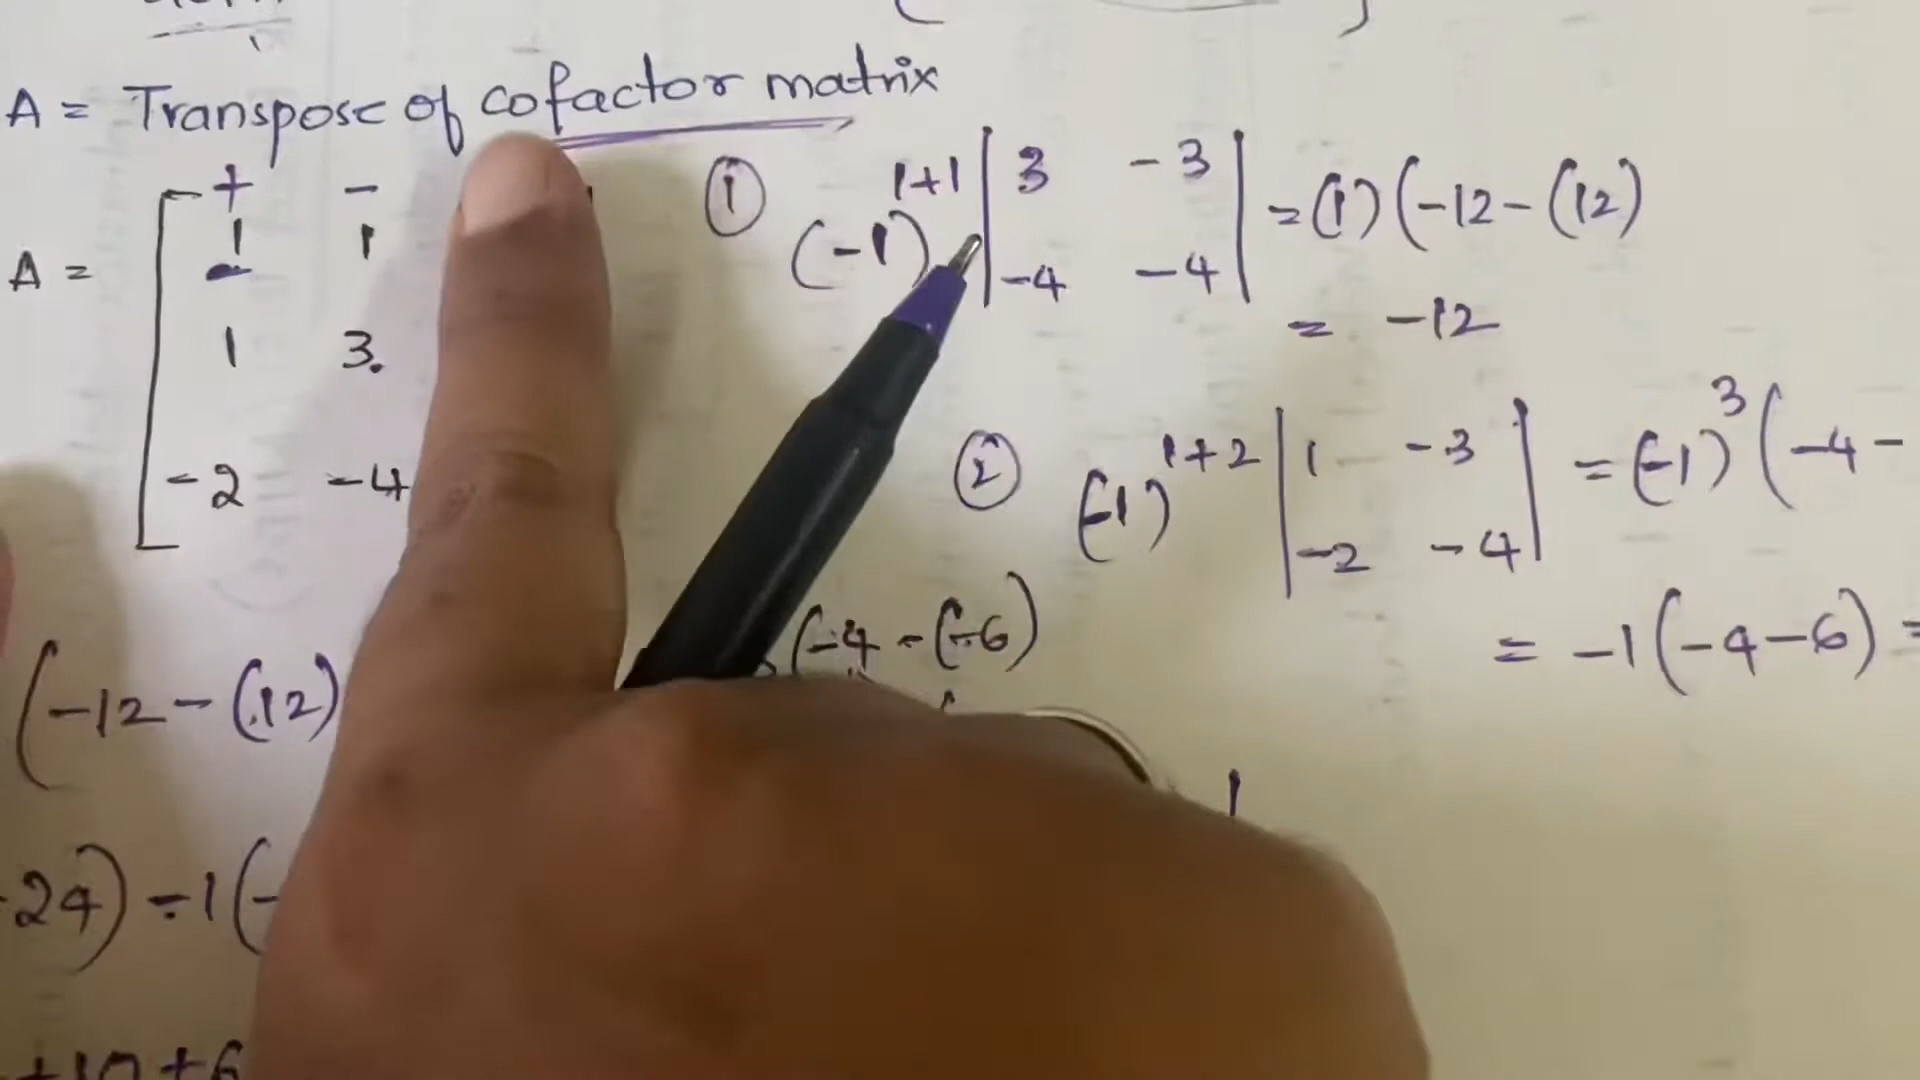 A = Transpose of cofactor matrix
+ -
A = [ 1 1
1 3.
-2 -4
① (-1)^{1+1} | 3 -3 | = (1)(-12-(12)
-4 -4
= -12
② (-1)^{1+2} | 1 -3 | = (-1)^3 (-4-
-2 -4
= -1(-4-6) =
(-12-(12) (-4-(-6)
24) -1(-
+10+6